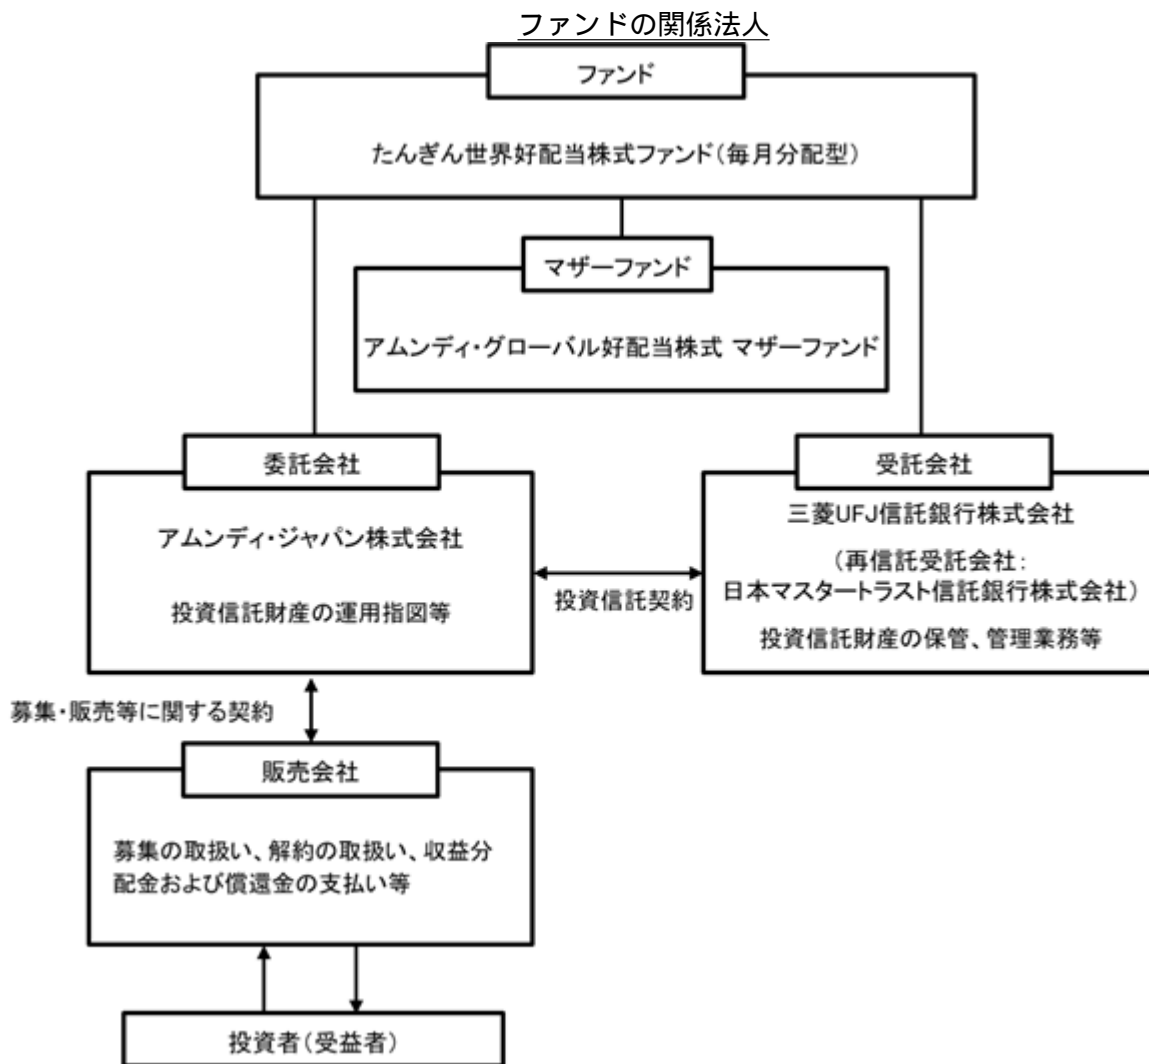 ファンドの関係法人
ファンド
たんぎん世界好配当株式ファンド(毎月分配型)
マザーファンド
アムンディ・グローバル好配当株式 マザーファンド
委託会社
アムンディ・ジャパン株式会社
投資信託財産の運用指図等
投資信託契約
受託会社
三菱UFJ信託銀行株式会社
(再信託受託会社:
日本マスタートラスト信託銀行株式会社)
投資信託財産の保管、管理業務等
募集・販売等に関する契約
販売会社
募集の取扱い、解約の取扱い、収益分
配金および償還金の支払い等
投資者(受益者)